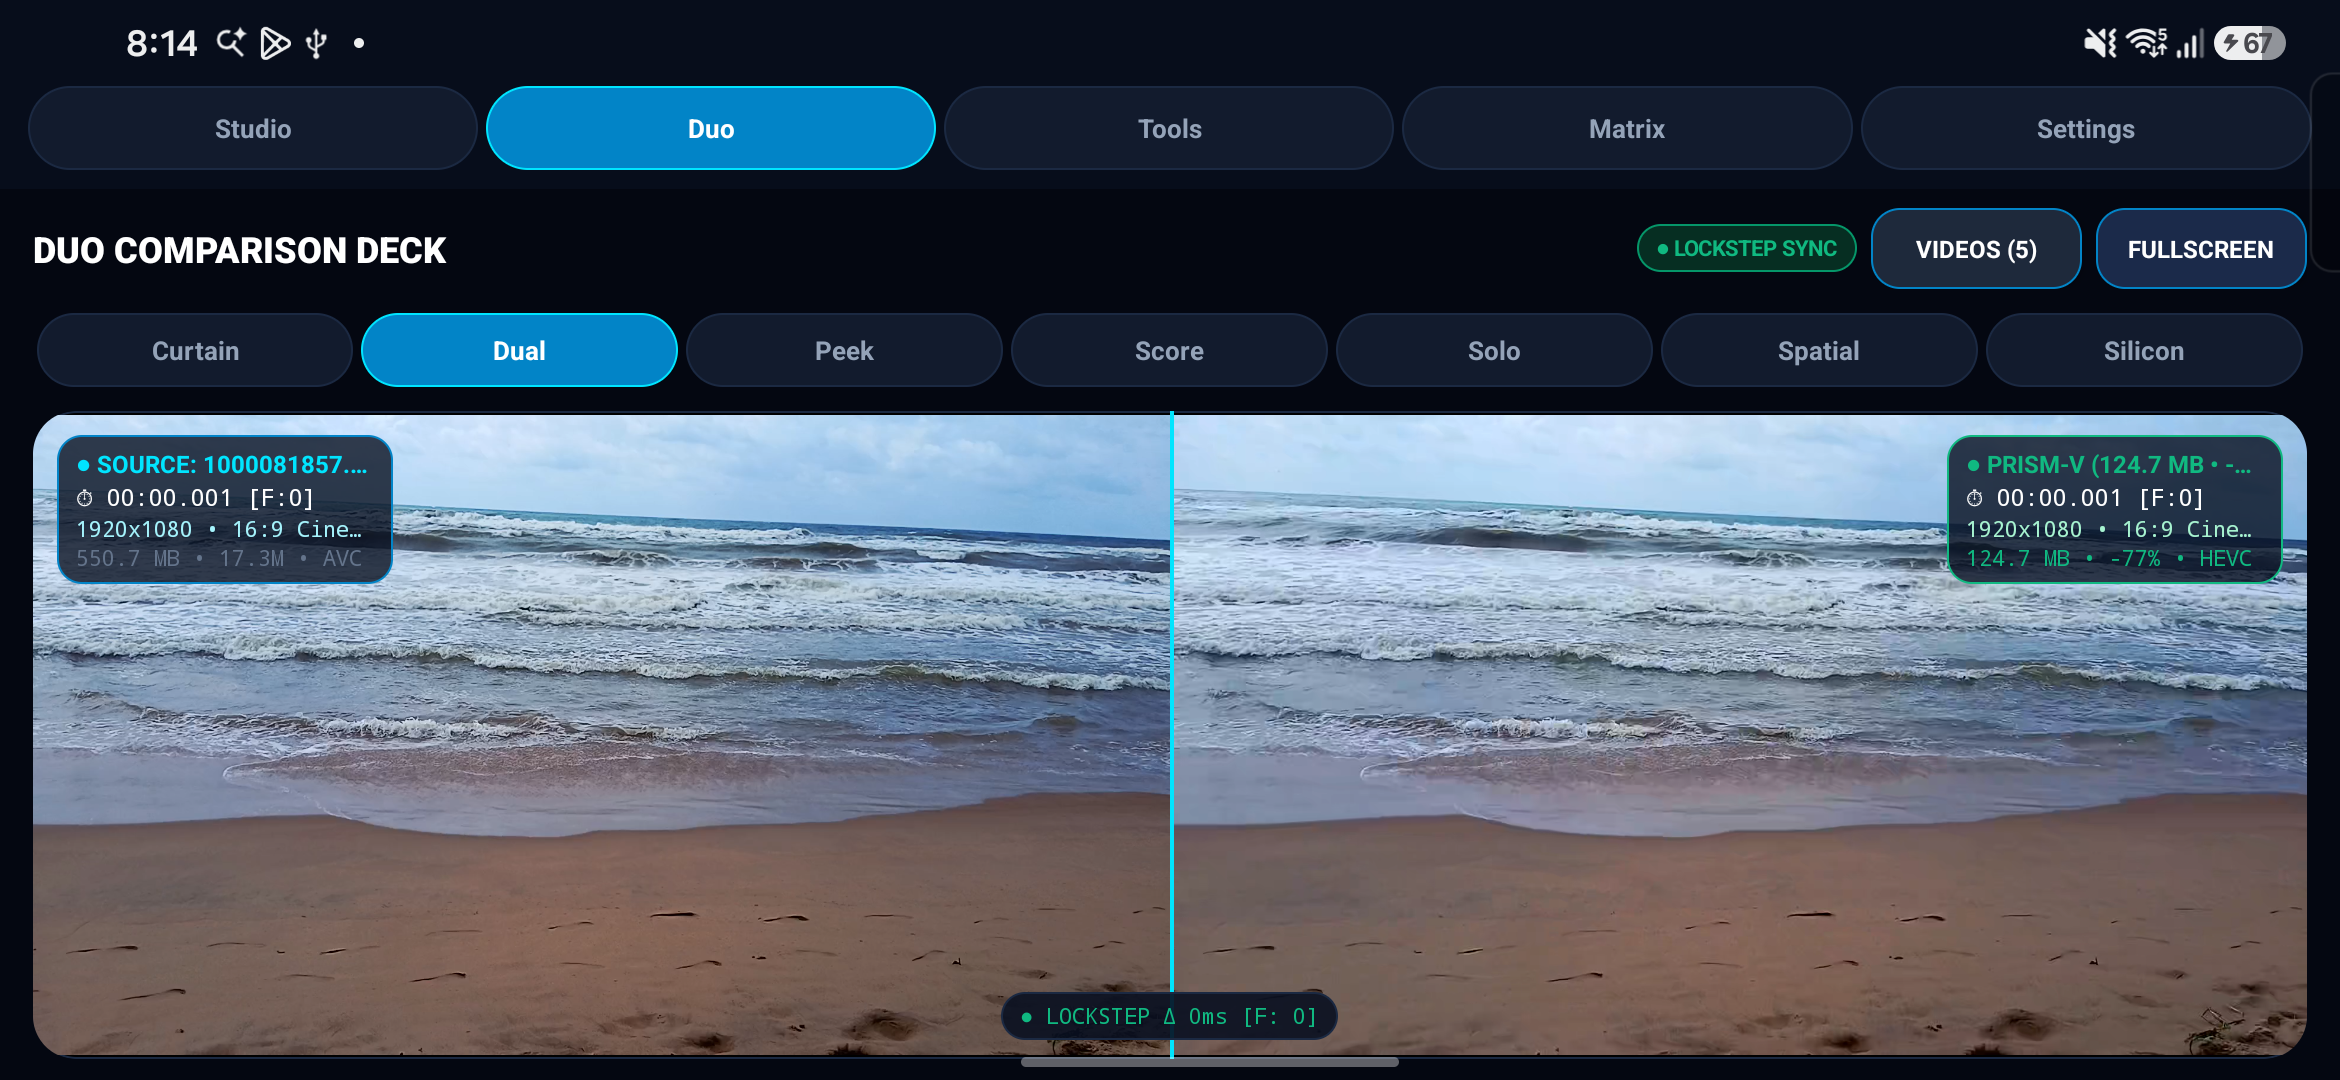 8:14
5
67
Studio
Duo
Tools
Matrix
Settings
DUO COMPARISON DECK
● LOCKSTEP SYNC
VIDEOS (5)
FULLSCREEN
Curtain
Dual
Peek
Score
Solo
Spatial
Silicon
● SOURCE: 1000081857....
⏱ 00:00.001 [F:0]
1920x1080 • 16:9 Cine…
550.7 MB • 17.3M • AVC
● PRISM-V (124.7 MB • -...
⏱ 00:00.001 [F:0]
1920x1080 • 16:9 Cine…
124.7 MB • -77% • HEVC
● LOCKSTEP Δ 0ms [F: 0]